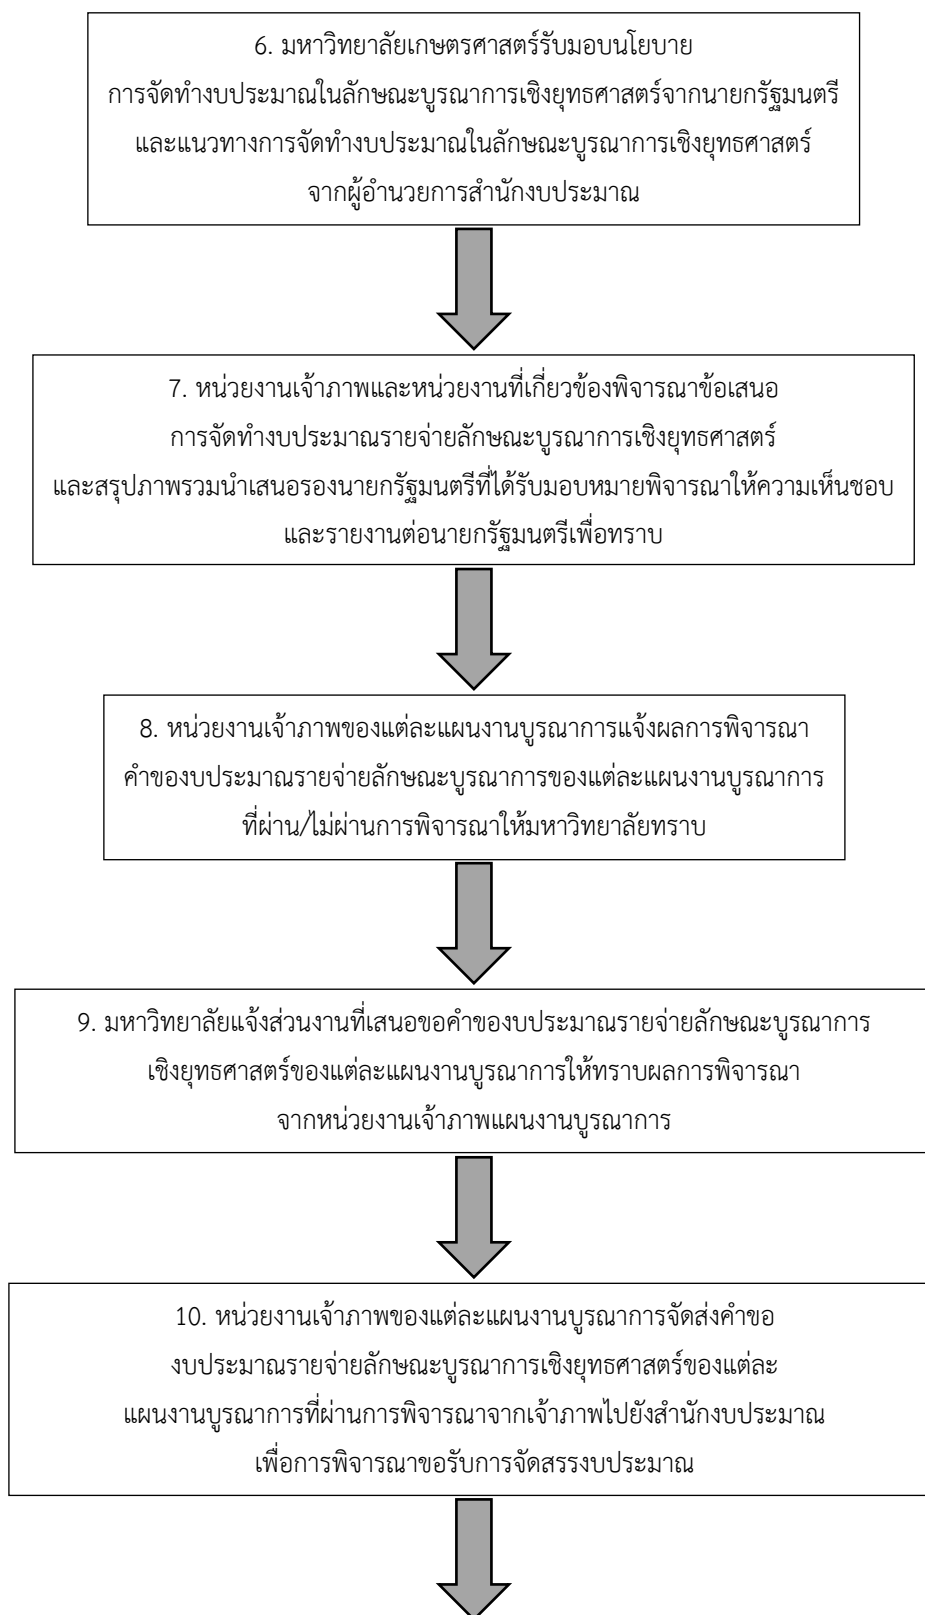 6. มหาวิทยาลัยเกษตรศาสตร์รับมอบนโยบาย
การจัดทำงบประมาณในลักษณะบูรณาการเชิงยุทธศาสตร์จากนายกรัฐมนตรี
และแนวทางการจัดทำงบประมาณในลักษณะบูรณาการเชิงยุทธศาสตร์
จากผู้อำนวยการสำนักงบประมาณ
7. หน่วยงานเจ้าภาพและหน่วยงานที่เกี่ยวข้องพิจารณาข้อเสนอ
การจัดทำงบประมาณรายจ่ายลักษณะบูรณาการเชิงยุทธศาสตร์
และสรุปภาพรวมนำเสนอรองนายกรัฐมนตรีที่ได้รับมอบหมายพิจารณาให้ความเห็นชอบ
และรายงานต่อนายกรัฐมนตรีเพื่อทราบ
8. หน่วยงานเจ้าภาพของแต่ละแผนงานบูรณาการแจ้งผลการพิจารณา
คำของบประมาณรายจ่ายลักษณะบูรณาการของแต่ละแผนงานบูรณาการ
ที่ผ่าน/ไม่ผ่านการพิจารณาให้มหาวิทยาลัยทราบ
9. มหาวิทยาลัยแจ้งส่วนงานที่เสนอขอคำของบประมาณรายจ่ายลักษณะบูรณาการ
เชิงยุทธศาสตร์ของแต่ละแผนงานบูรณาการให้ทราบผลการพิจารณา
จากหน่วยงานเจ้าภาพแผนงานบูรณาการ
10. หน่วยงานเจ้าภาพของแต่ละแผนงานบูรณาการจัดส่งคำขอ
งบประมาณรายจ่ายลักษณะบูรณาการเชิงยุทธศาสตร์ของแต่ละ
แผนงานบูรณาการที่ผ่านการพิจารณาจากเจ้าภาพไปยังสำนักงบประมาณ
เพื่อการพิจารณาขอรับการจัดสรรงบประมาณ